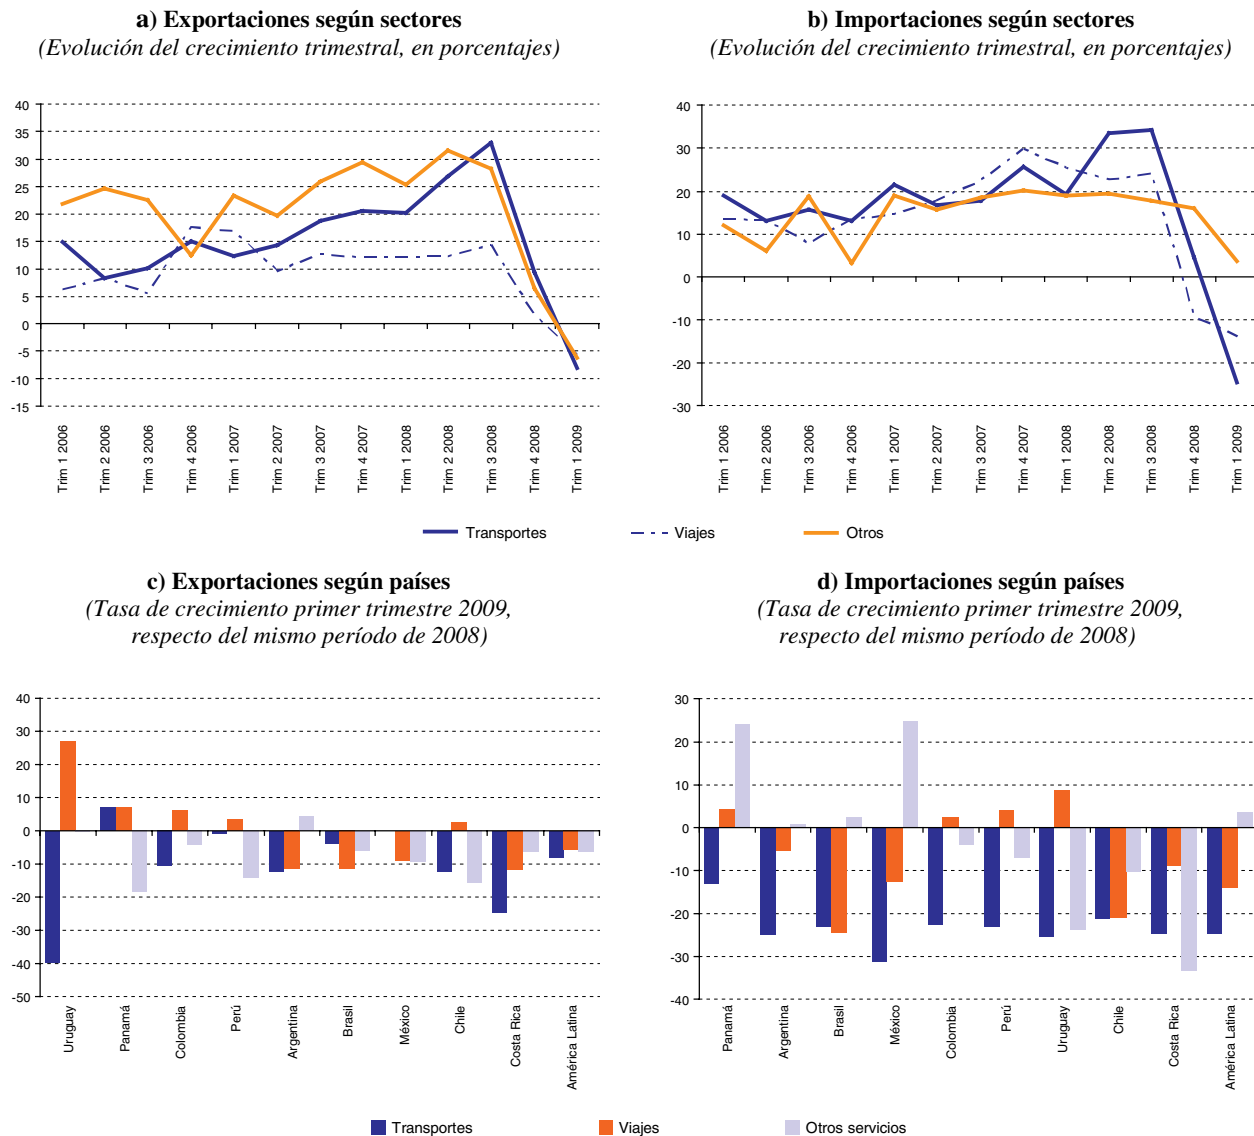 a) Exportaciones según sectores
(Evolución del crecimiento trimestral, en porcentajes)
40
35
30
25
20
15
10
5
0
-5
-10
-15
Trim 1 2006
Trim 2 2006
Trim 3 2006
Trim 4 2006
Trim 1 2007
Trim 2 2007
Trim 3 2007
Trim 4 2007
Trim 1 2008
Trim 2 2008
Trim 3 2008
Trim 4 2008
Trim 1 2009
b) Importaciones según sectores
(Evolución del crecimiento trimestral, en porcentajes)
40
30
20
10
0
-10
-20
-30
Trim 1 2006
Trim 2 2006
Trim 3 2006
Trim 4 2006
Trim 1 2007
Trim 2 2007
Trim 3 2007
Trim 4 2007
Trim 1 2008
Trim 2 2008
Trim 3 2008
Trim 4 2008
Trim 1 2009
Transportes
Viajes
Otros
c) Exportaciones según países
(Tasa de crecimiento primer trimestre 2009,
respecto del mismo período de 2008)
40
30
20
10
0
-10
-20
-30
-40
-50
Uruguay
Panamá
Colombia
Perú
Argentina
Brasil
México
Chile
Costa Rica
América Latina
d) Importaciones según países
(Tasa de crecimiento primer trimestre 2009,
respecto del mismo período de 2008)
30
20
10
0
-10
-20
-30
-40
Panamá
Argentina
Brasil
México
Colombia
Perú
Uruguay
Chile
Costa Rica
América Latina
Transportes
Viajes
Otros servicios